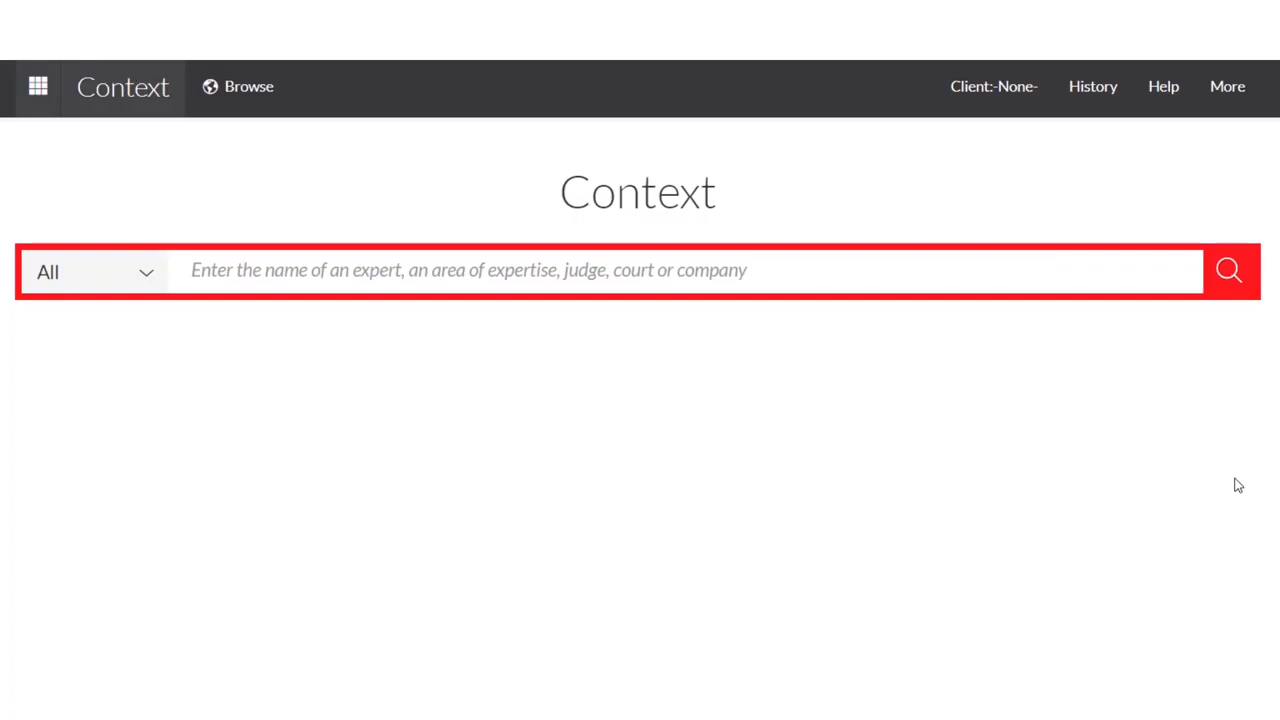 Context Browse Client:-None- History Help More
Context
All Enter the name of an expert, an area of expertise, judge, court or company